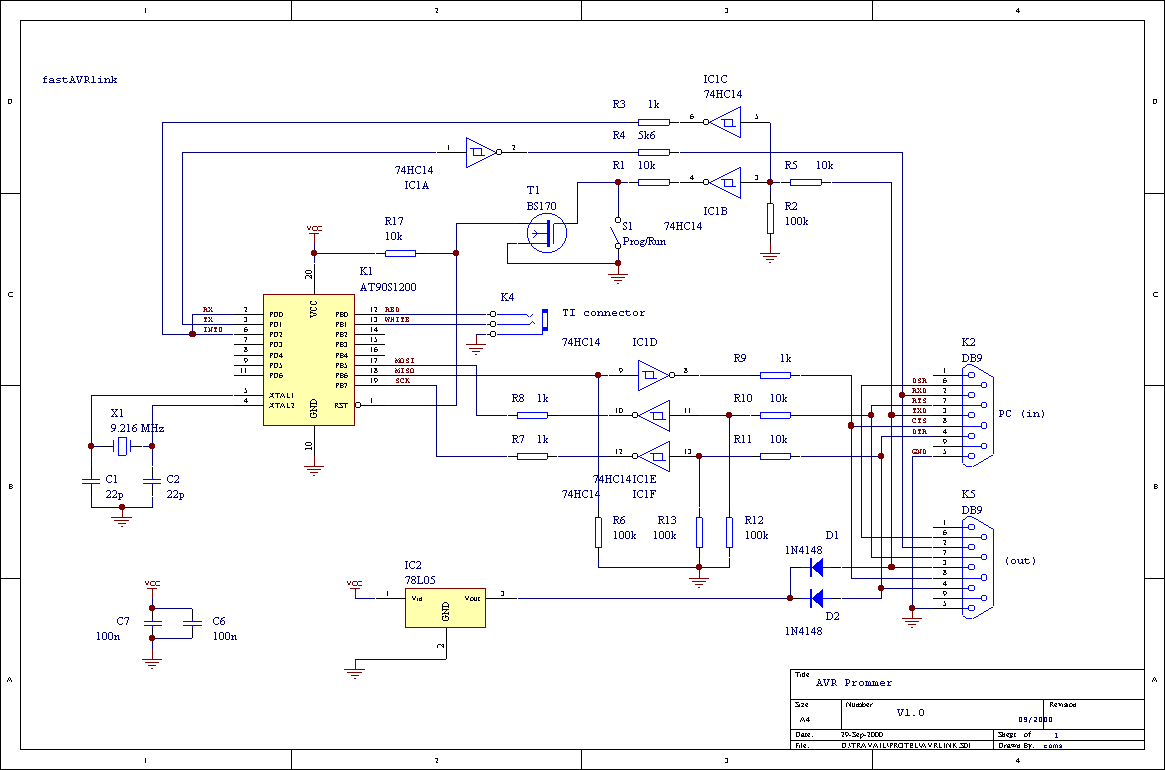 1 2 3 4
fastAVRlink
D D
IC1C
74HC14
R3 1k 6 5
R4 5k6
1 2
R1 10k 4 3 R5 10k
74HC14
IC1A
T1
BS170
IC1B 74HC14
R2
100k
R17
10k
S1
Prog/Run
VCC
20
K1
AT90S1200
C C
VCC
K4
TI connector
RX 2 PD0 PB0 12 RED
TX 3 PD1 PB1 13 WHITE
INT0 6 PD2 PB2 14
7 PD3 PB3 15
8 PD4 PB4 16
9 PD5 PB5 17 MOSI
11 PD6 PB6 18 MISO
PB7 19 SCK
5 XTAL1
4 XTAL2 RST 1
GND
10
74HC14 IC1D
9 8
R9 1k
R8 1k 10 11 R10 10k
R7 1k 12 13 R11 10k
74HC14 IC1E
74HC14 IC1F
K2
DB9
1
DSR 6
RXD 2
RTS 7
TXD 3
CTS 8
DTR 4
9
GND 5
PC (in)
X1
9.216 MHz
C1
22p
C2
22p
B B
R6
100k
R13
100k
R12
100k
K5
DB9
1
6
2
7
3
8
4
9
5
(out)
D1
1N4148
D2
1N4148
VCC
C7
100n
C6
100n
VCC
IC2
78L05
1 Vin Vout 3
GND
2
A A
Title
AVR Prommer
Size Number Revision
A4 V1.0 09/2000
Date: 29-Sep-2000 Sheet of 1
File: D:\TRAVAIL\PROTEL\AVRLINK.SDI Drawn By: coms
1 2 3 4